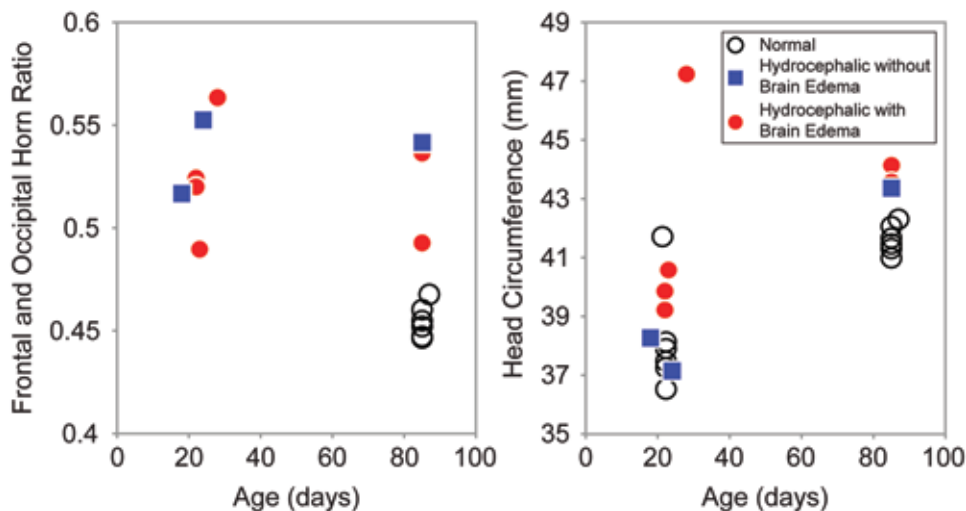 Frontal and Occipital Horn Ratio
0.6
0.55
0.5
0.45
0.4
0
20
40
60
80
100
Age (days)
Head Circumference (mm)
49
47
45
43
41
39
37
35
0
20
40
60
80
100
Age (days)
Normal
Hydrocephalic without
Brain Edema
Hydrocephalic with
Brain Edema